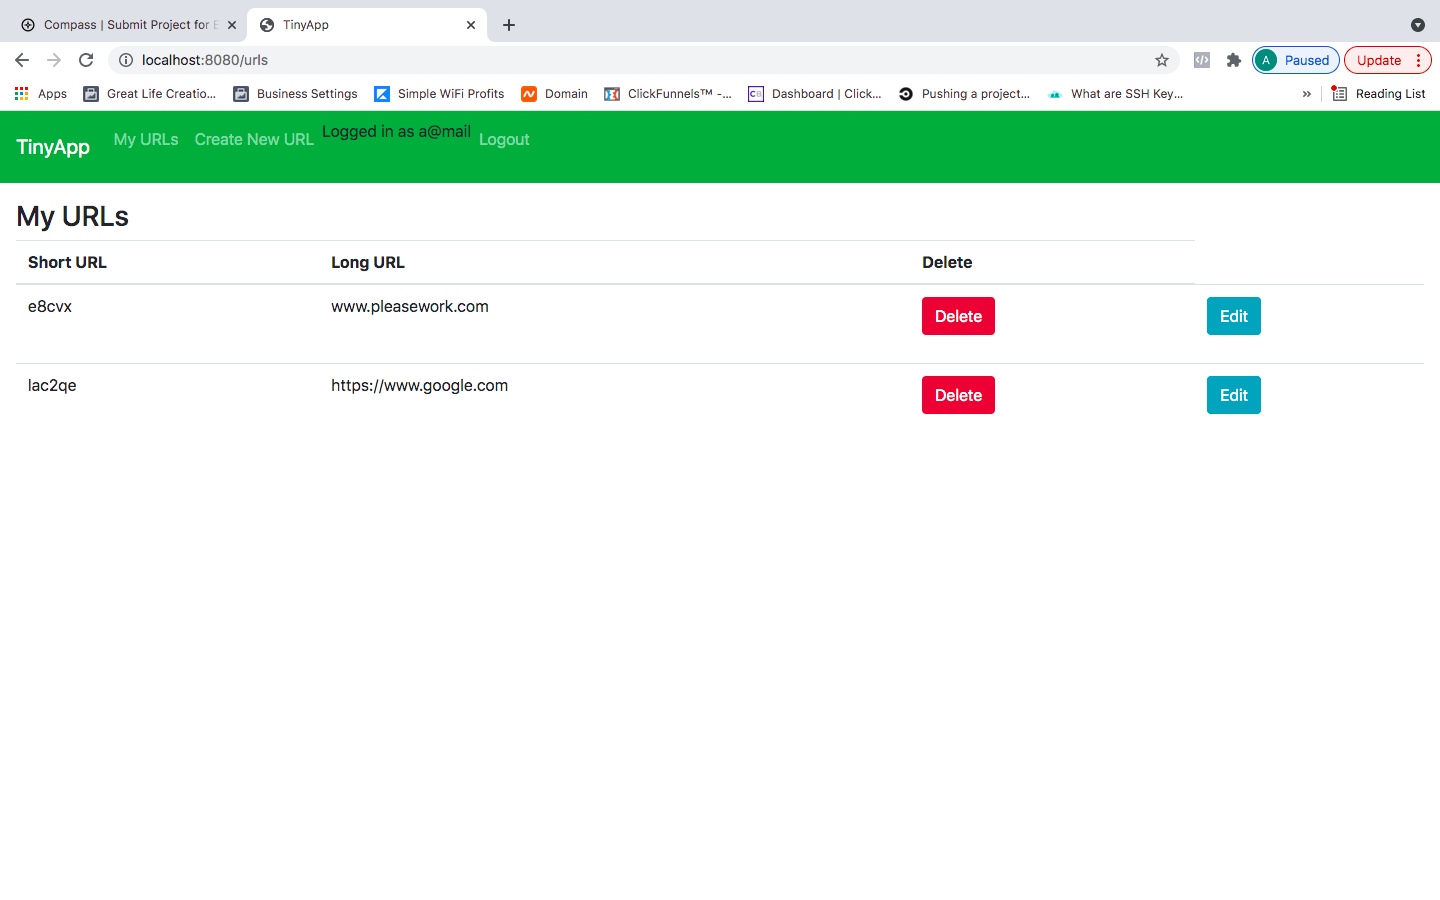 Compass | Submit Project for E
TinyApp
localhost:8080/urls
A Paused
Update
Apps
Great Life Creatio...
Business Settings
Simple WiFi Profits
Domain
ClickFunnels™ -...
CB Dashboard | Click...
Pushing a project...
What are SSH Key...
»
Reading List
TinyApp
My URLs
Create New URL
Logged in as a@mail
Logout
My URLs
Short URL Long URL Delete
e8cvx www.pleasework.com Delete Edit
lac2qe https://www.google.com Delete Edit